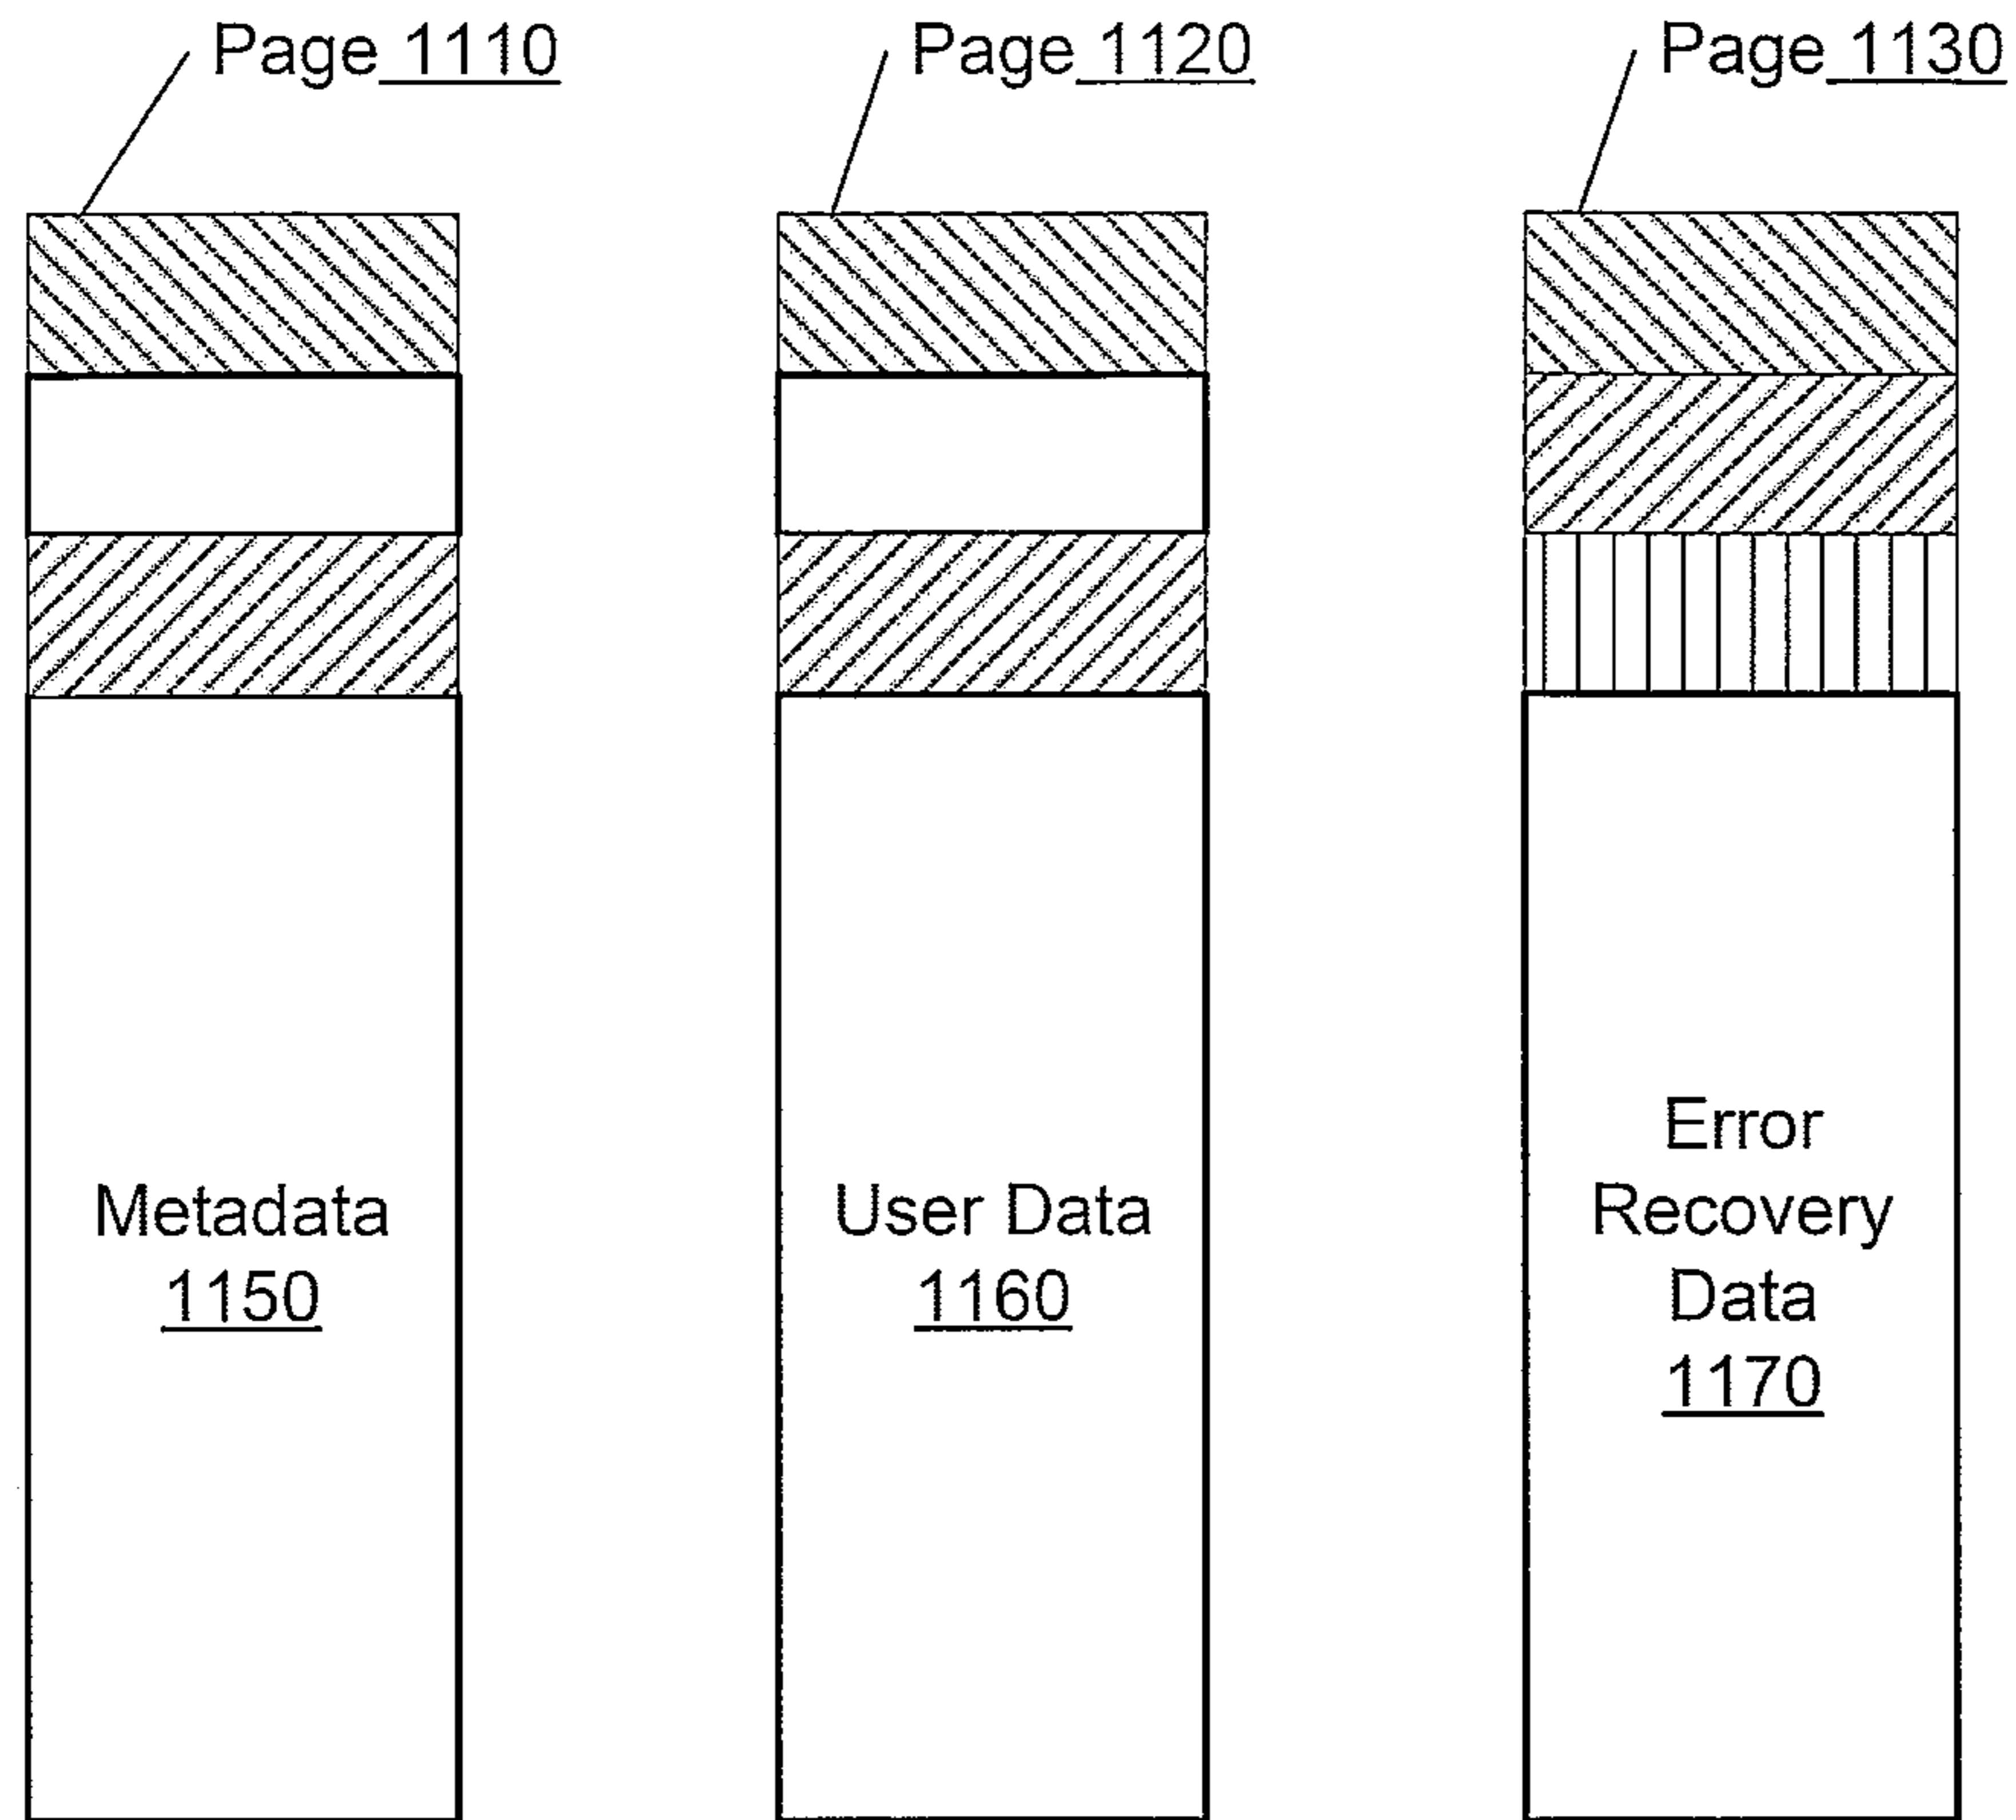 Page 1110
Page 1120
Page 1130
Metadata
1150
User Data
1160
Error
Recovery
Data
1170